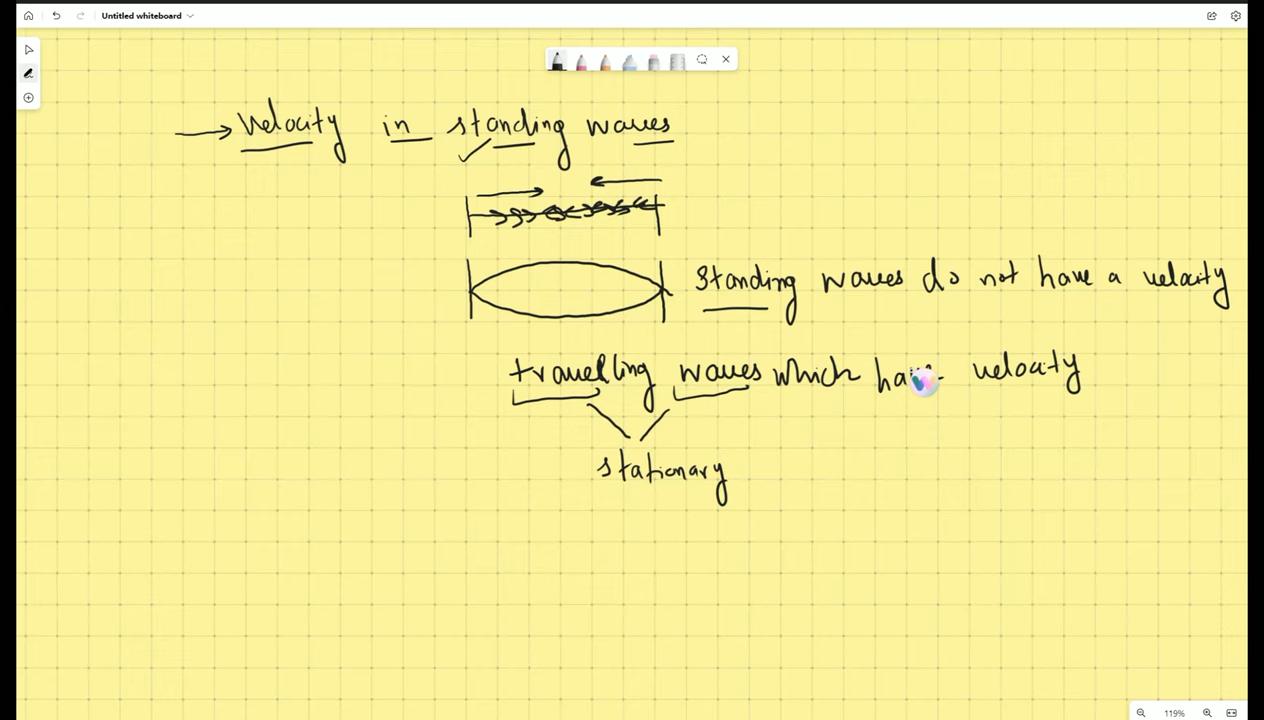 Untitled whiteboard
→ Velocity in standing waves
Standing waves do not have a velocity
travelling waves which have velocity
stationary
119%